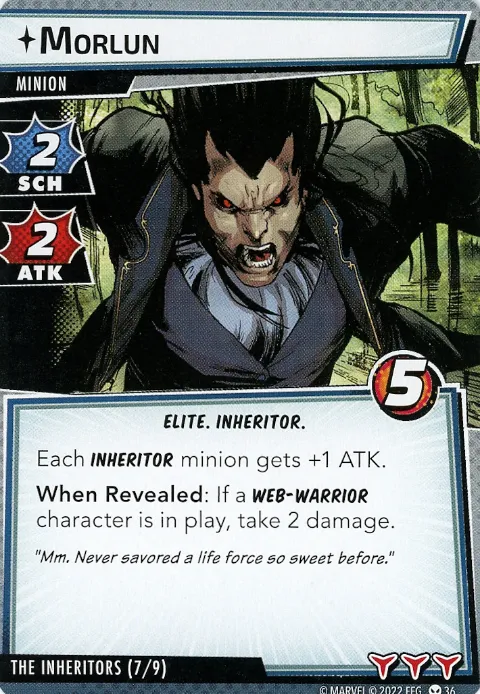 MORLUN
MINION
2
SCH
2
ATK
5
ELITE. INHERITOR.
Each INHERITOR minion gets +1 ATK.
When Revealed: If a WEB-WARRIOR
character is in play, take 2 damage.
"Mm. Never savored a life force so sweet before."
THE INHERITORS (7/9)
© MARVEL © 2022 FFG 36